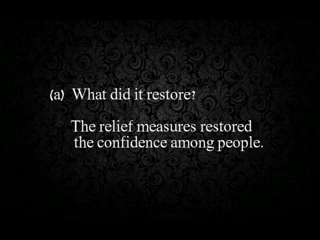 (a) What did it restore?
The relief measures restored
the confidence among people.